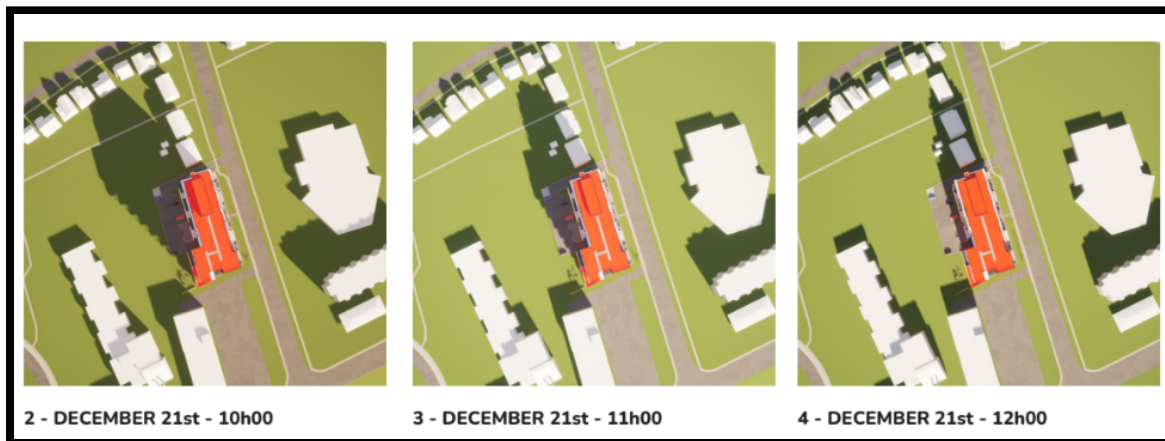 2 - DECEMBER 21st - 10h00
3 - DECEMBER 21st - 11h00
4 - DECEMBER 21st - 12h00